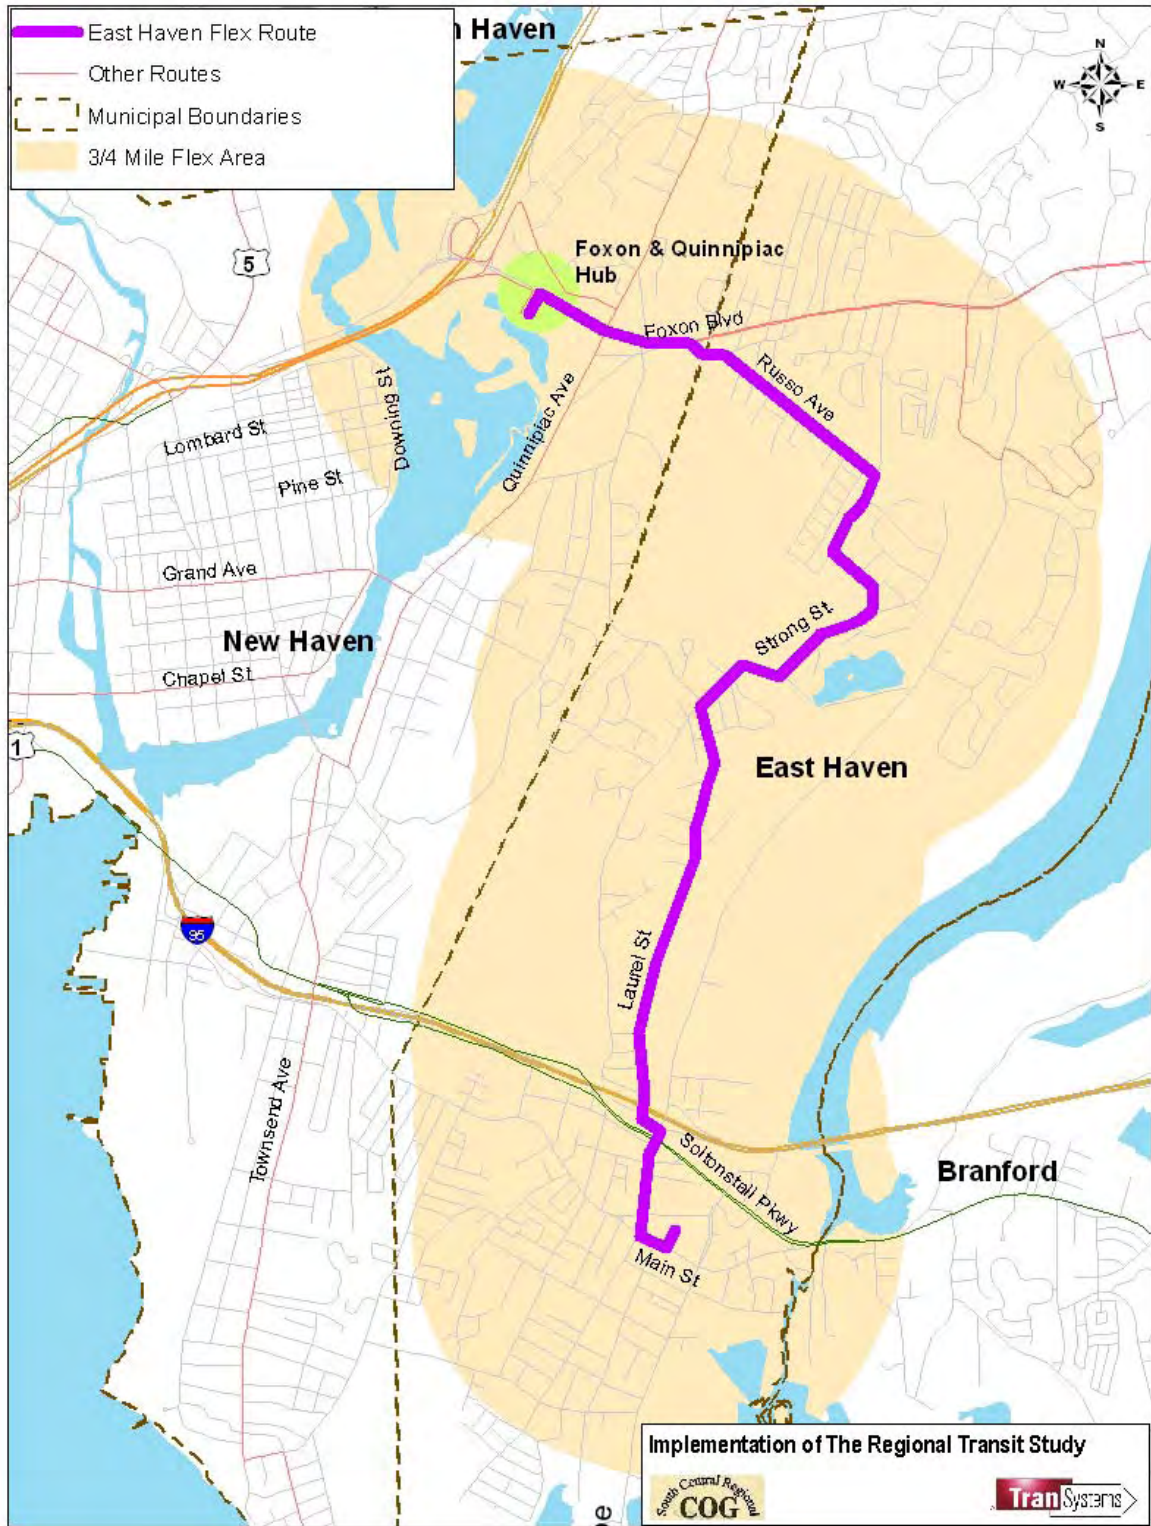 East Haven Flex Route
Other Routes
Municipal Boundaries
3/4 Mile Flex Area
n Haven
N
W E
S
5
Foxon & Quinnipiac
Hub
Foxon Blvd
Russo Ave
Downing St
Quinnipiac Ave
Lombard St
Pine St
Grand Ave
Strong St
New Haven
Chapel St
1
East Haven
95
Laurel St
Townsend Ave
Soltonstall Pkwy
Branford
Main St
Implementation of The Regional Transit Study
South Central Regional
COG
TranSystems